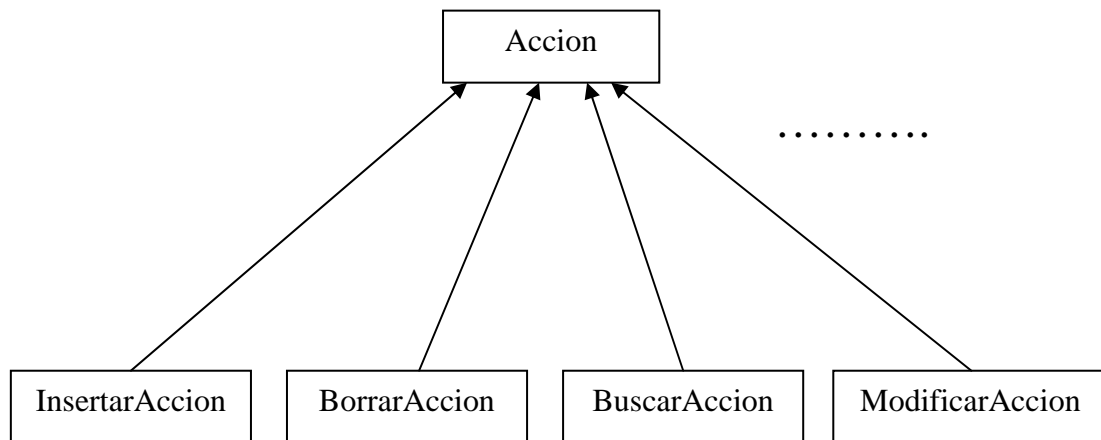 Accion
..........
InsertarAccion
BorrarAccion
BuscarAccion
ModificarAccion